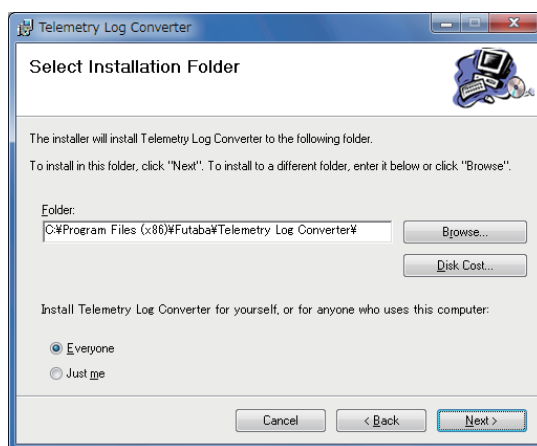 Telemetry Log Converter
Select Installation Folder
The installer will install Telemetry Log Converter to the following folder.
To install in this folder, click "Next". To install to a different folder, enter it below or click "Browse".
Folder:
C:¥Program Files (x86)¥Futaba¥Telemetry Log Converter¥
Browse...
Disk Cost...
Install Telemetry Log Converter for yourself, or for anyone who uses this computer:
Everyone
Just me
Cancel
< Back
Next >